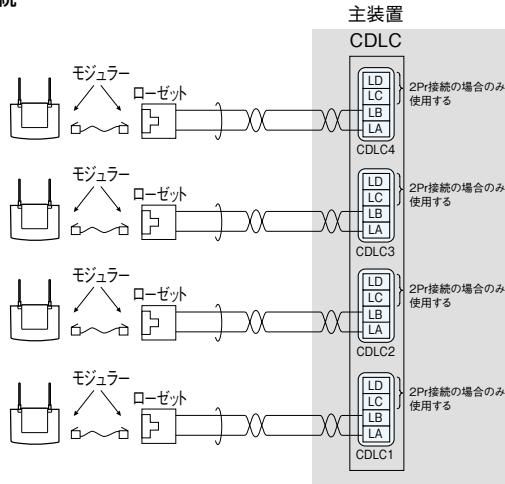 続
主装置
CDLC
モジュラー
ローゼット
LD
LC
LB
LA
2Pr接続の場合のみ
使用する
CDLC4
モジュラー
ローゼット
LD
LC
LB
LA
2Pr接続の場合のみ
使用する
CDLC3
モジュラー
ローゼット
LD
LC
LB
LA
2Pr接続の場合のみ
使用する
CDLC2
モジュラー
ローゼット
LD
LC
LB
LA
2Pr接続の場合のみ
使用する
CDLC1